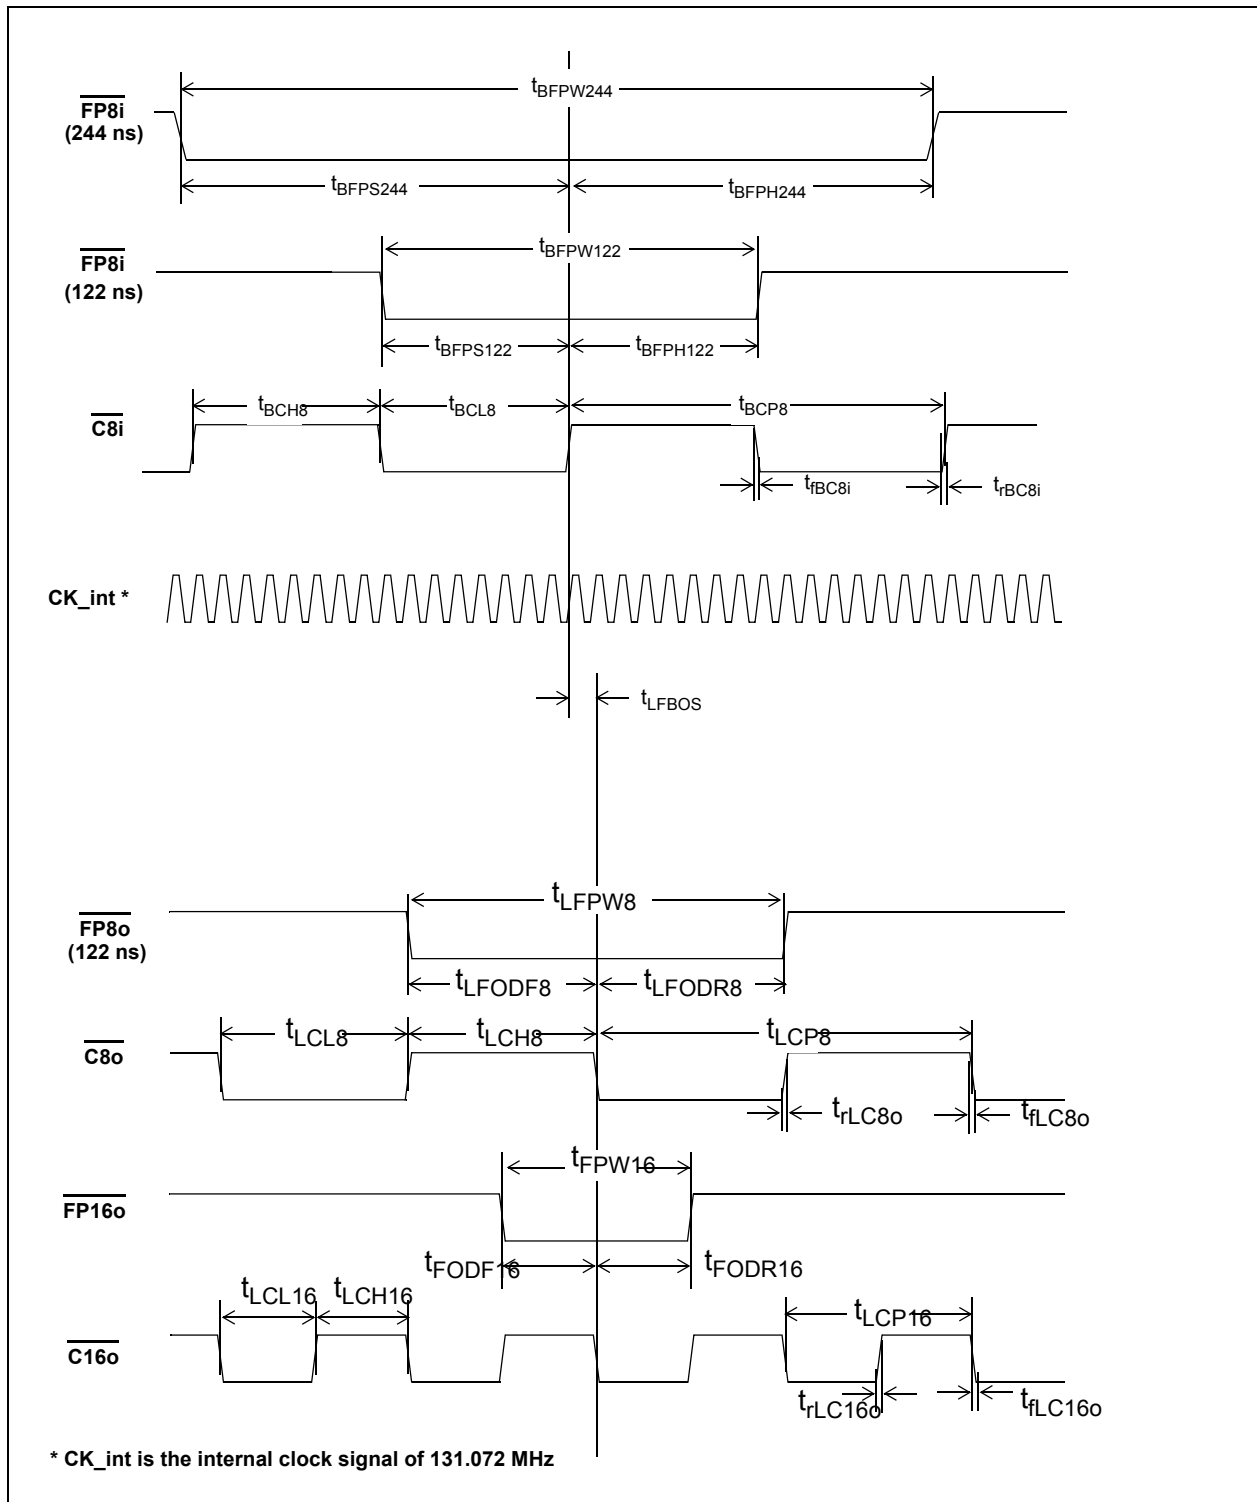 tBFPW244
FP8i
(244 ns)
tBFPS244
tBFPH244
tBFPW122
FP8i
(122 ns)
tBFPS122
tBFPH122
tBCH8
tBCL8
tBCP8
C8i
tfBC8i
trBC8i
CK_int *
tLFBOS
tLFPW8
FP8o
(122 ns)
tLFODF8
tLFODR8
tLCL8
tLCH8
tLCP8
C8o
trLC8o
tfLC8o
tFPW16
FP16o
tFODF16
tFODR16
tLCL16
tLCH16
tLCP16
C16o
trLC16o
tfLC16o
* CK_int is the internal clock signal of 131.072 MHz